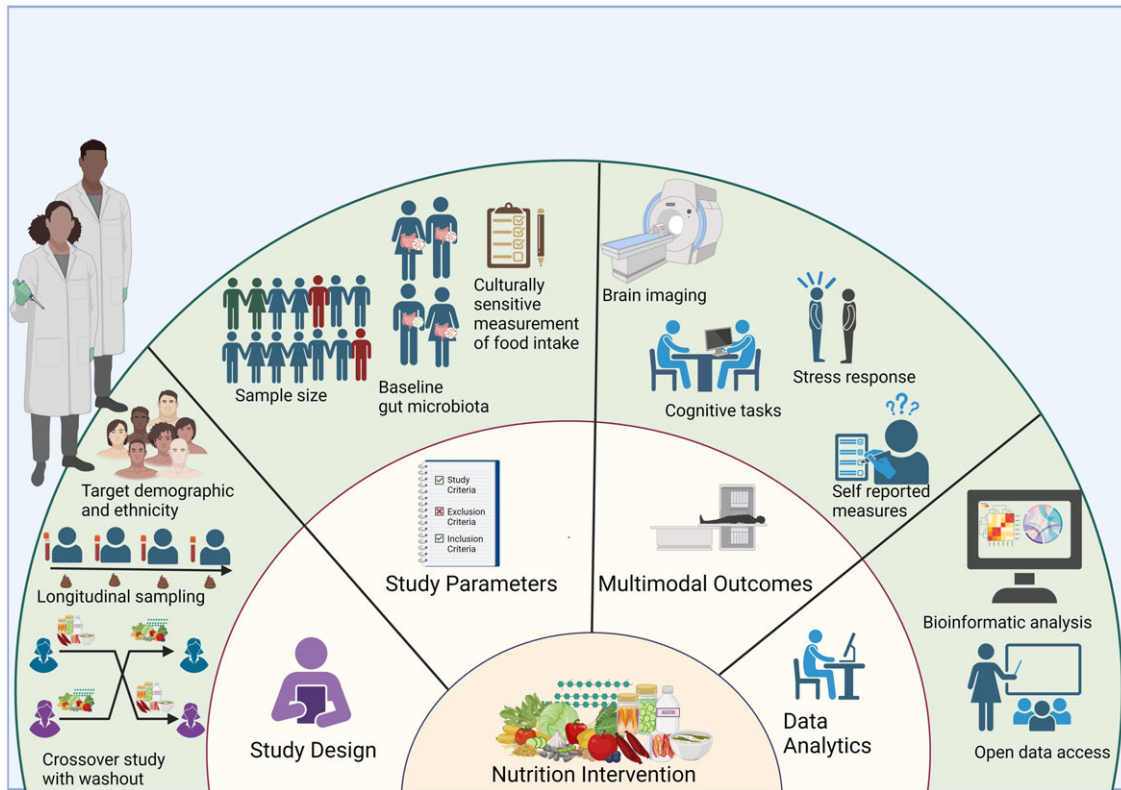 Sample size
Baseline
gut microbiota
Culturally
sensitive
measurement
of food intake
Brain imaging
Cognitive tasks
Stress response
Self reported
measures
Target demographic
and ethnicity
Longitudinal sampling
Crossover study
with washout
Study
Criteria
Exclusion
Criteria
Inclusion
Criteria
Study Parameters
Multimodal Outcomes
Study Design
Data
Analytics
Nutrition Intervention
Bioinformatic analysis
Open data access